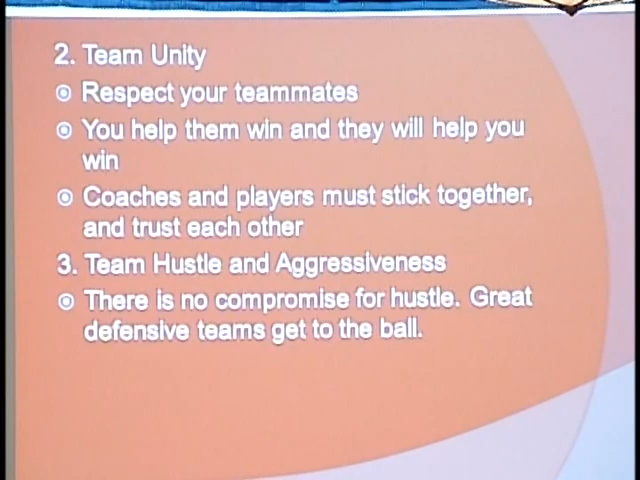 2. Team Unity
Respect your teammates
You help them win and they will help you
win
Coaches and players must stick together,
and trust each other
3. Team Hustle and Aggressiveness
There is no compromise for hustle. Great
defensive teams get to the ball.